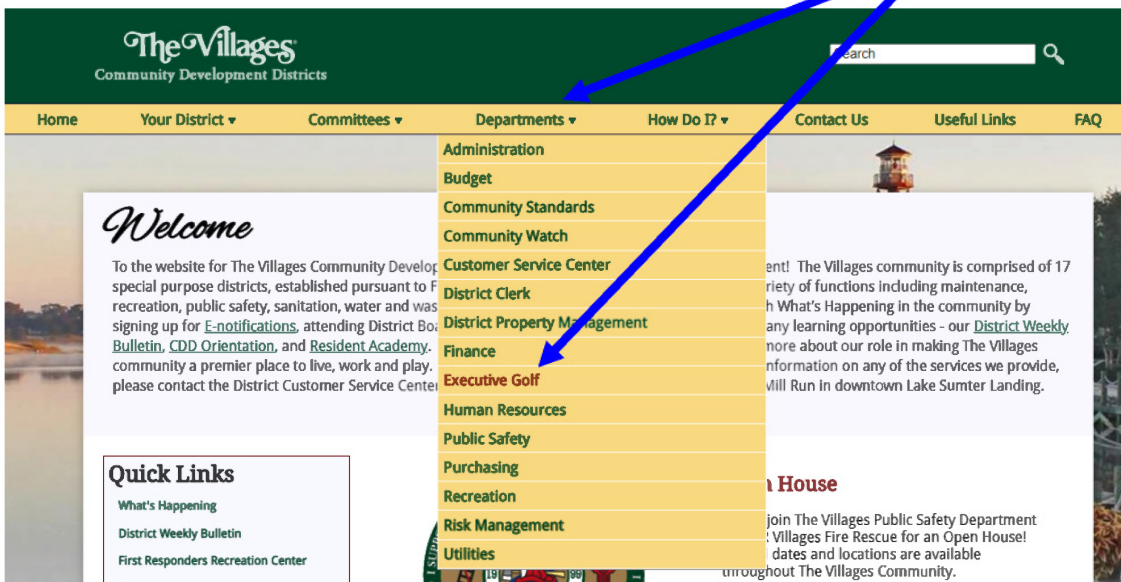 The Villages
Community Development Districts
Search
Home Your District Committees Departments How Do I? Contact Us Useful Links FAQ
Administration
Budget
Community Standards
Community Watch
Customer Service Center
District Clerk
District Property Management
Finance
Executive Golf
Human Resources
Public Safety
Purchasing
Recreation
Risk Management
Utilities
Welcome
To the website for The Villages Community Develop ent! The Villages community is comprised of 17
special purpose districts, established pursuant to F riety of functions including maintenance,
recreation, public safety, sanitation, water and was h What's Happening in the community by
signing up for E-notifications, attending District Boa any learning opportunities - our District Weekly
Bulletin, CDD Orientation, and Resident Academy. more about our role in making The Villages
community a premier place to live, work and play. nformation on any of the services we provide,
please contact the District Customer Service Center Mill Run in downtown Lake Sumter Landing.
Quick Links
What's Happening
District Weekly Bulletin
First Responders Recreation Center
I SUPP
19 99
n House
join The Villages Public Safety Department
Villages Fire Rescue for an Open House!
dates and locations are available
throughout The Villages Community.